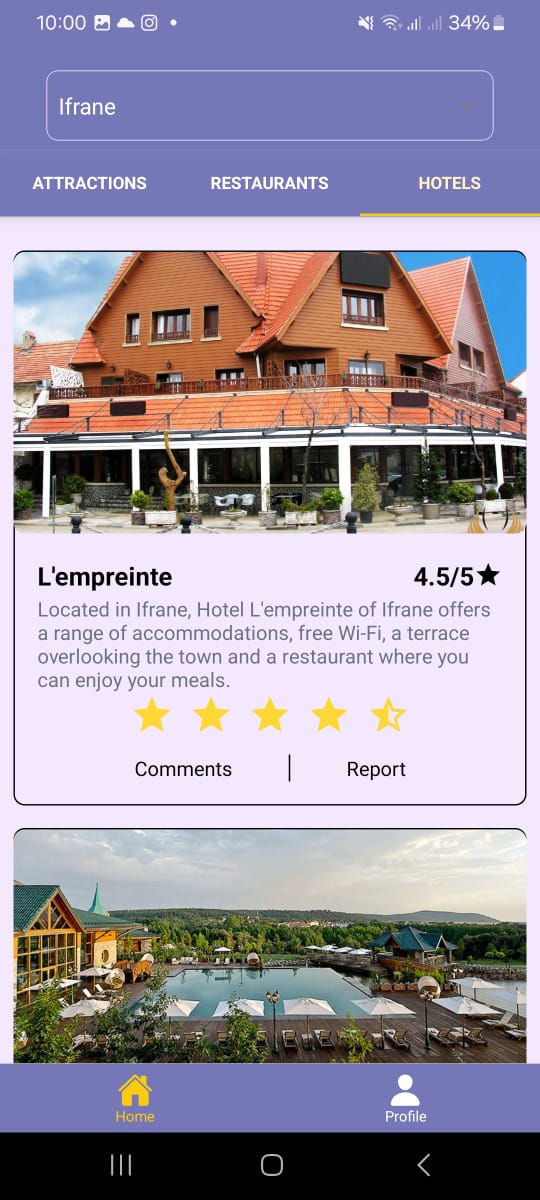 10:00
34%
Ifrane
ATTRACTIONS RESTAURANTS HOTELS
L'empreinte 4.5/5
Located in Ifrane, Hotel L'empreinte of Ifrane offers
a range of accommodations, free Wi-Fi, a terrace
overlooking the town and a restaurant where you
can enjoy your meals.
Comments | Report
Home Profile